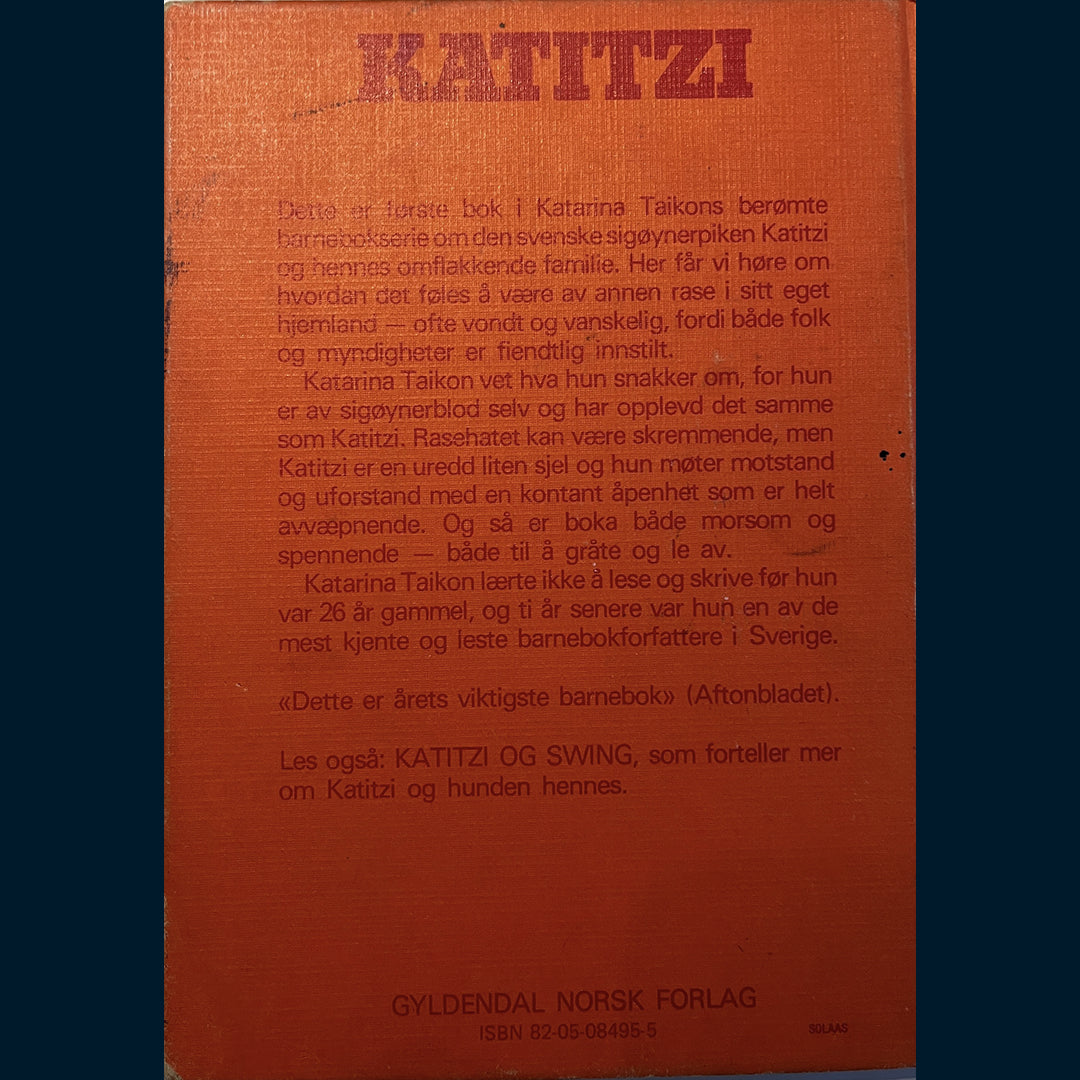 KATITZI
Dette er første bok i Katarina Taikons berømte
barnebokserie om den svenske sigøynerpiken Katitzi
og hennes omflakkende familie. Her får vi høre om
hvordan det føles å være av annen rase i sitt eget
hjemland — ofte vondt og vanskelig, fordi både folk
og myndigheter er fiendtlig innstilt.
Katarina Taikon vet hva hun snakker om, for hun
er av sigøynerblod selv og har opplevd det samme
som Katitzi. Rasehatet kan være skremmende, men
Katitzi er en uredd liten sjel og hun møter motstand
og uforstand med en kontant åpenhet som er helt
avvæpnende. Og så er boka både morsom og
spennende — både til å gråte og le av.
Katarina Taikon lærte ikke å lese og skrive før hun
var 26 år gammel, og ti år senere var hun en av de
mest kjente og leste barnebokforfattere i Sverige.
«Dette er årets viktigste barnebok» (Aftonbladet).
Les også: KATITZI OG SWING, som forteller mer
om Katitzi og hunden hennes.
GYLDENDAL NORSK FORLAG
ISBN 82-05-08495-5
SOLAAS